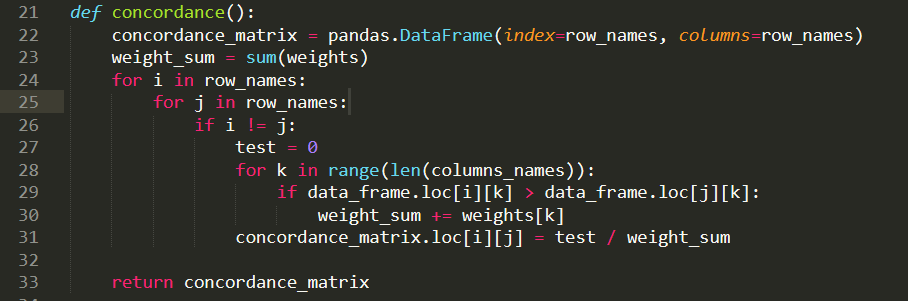 21 def concordance():
22     concordance_matrix = pandas.DataFrame(index=row_names, columns=row_names)
23     weight_sum = sum(weights)
24     for i in row_names:
25         for j in row_names:
26             if i != j:
27                 test = 0
28                 for k in range(len(columns_names)):
29                     if data_frame.loc[i][k] > data_frame.loc[j][k]:
30                         weight_sum += weights[k]
31                 concordance_matrix.loc[i][j] = test / weight_sum
32
33     return concordance_matrix